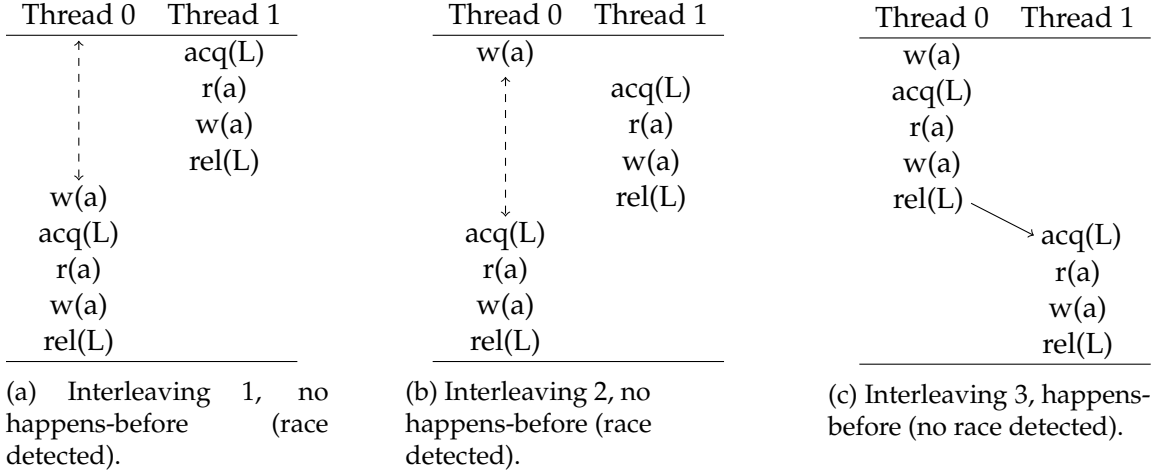 Thread 0 Thread 1
acq(L)
r(a)
w(a)
rel(L)
w(a)
acq(L)
r(a)
w(a)
rel(L)
(a) Interleaving 1, no
happens-before (race
detected).
Thread 0 Thread 1
w(a)
acq(L)
r(a)
w(a)
rel(L)
acq(L)
r(a)
w(a)
rel(L)
(b) Interleaving 2, no
happens-before (race
detected).
Thread 0 Thread 1
w(a)
acq(L)
r(a)
w(a)
rel(L)
acq(L)
r(a)
w(a)
rel(L)
(c) Interleaving 3, happens-
before (no race detected).